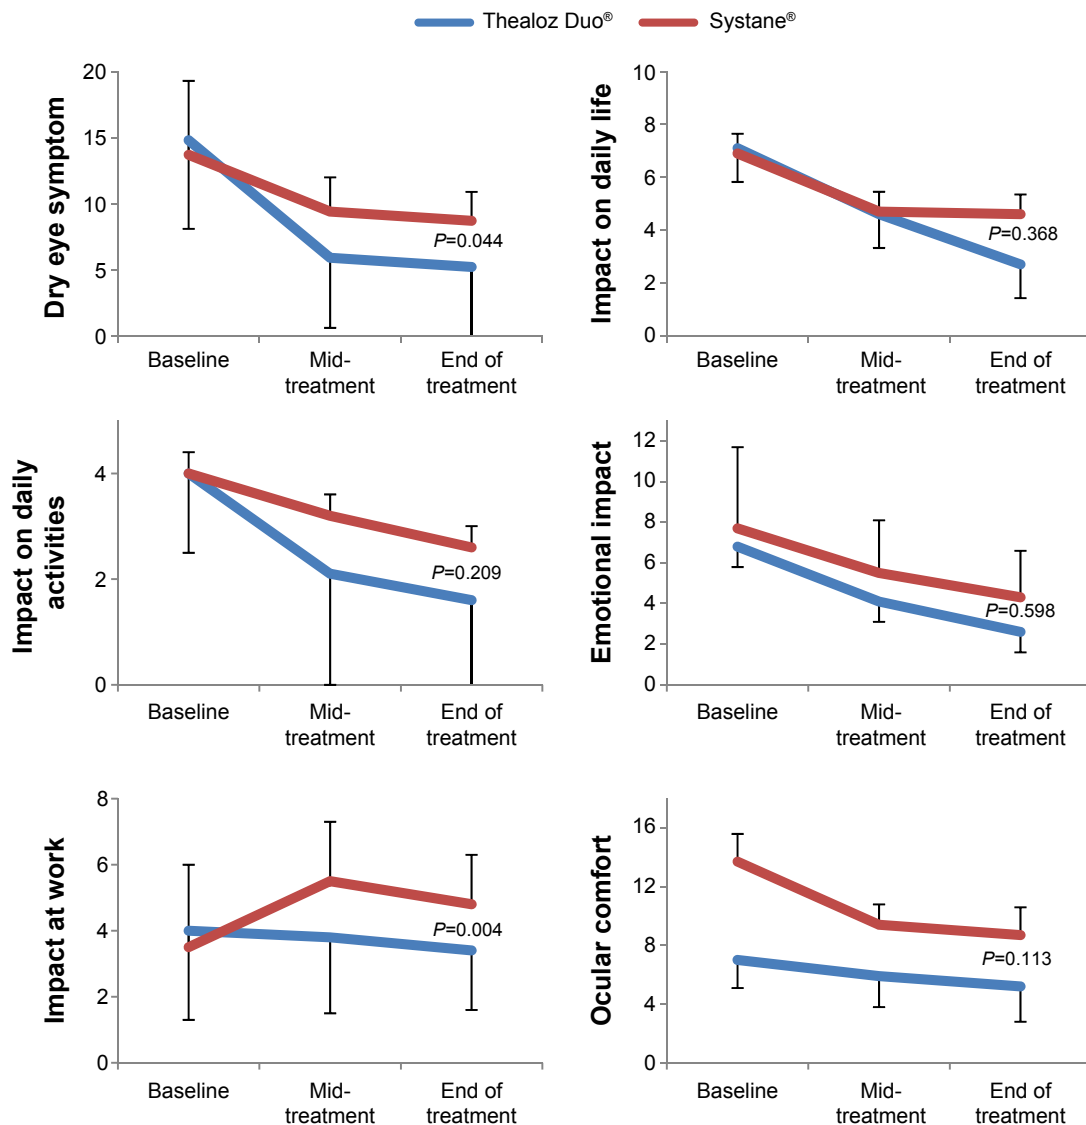 Thealoz Duo® Systane®
Dry eye symptom
20
15
10
5
0
P=0.044
Baseline Mid-treatment End of treatment
Impact on daily life
10
8
6
4
2
0
P=0.368
Baseline Mid-treatment End of treatment
Impact on daily
activities
4
2
0
P=0.209
Baseline Mid-treatment End of treatment
Emotional impact
12
10
8
6
4
2
0
P=0.598
Baseline Mid-treatment End of treatment
Impact at work
8
6
4
2
0
P=0.004
Baseline Mid-treatment End of treatment
Ocular comfort
16
12
8
4
0
P=0.113
Baseline Mid-treatment End of treatment